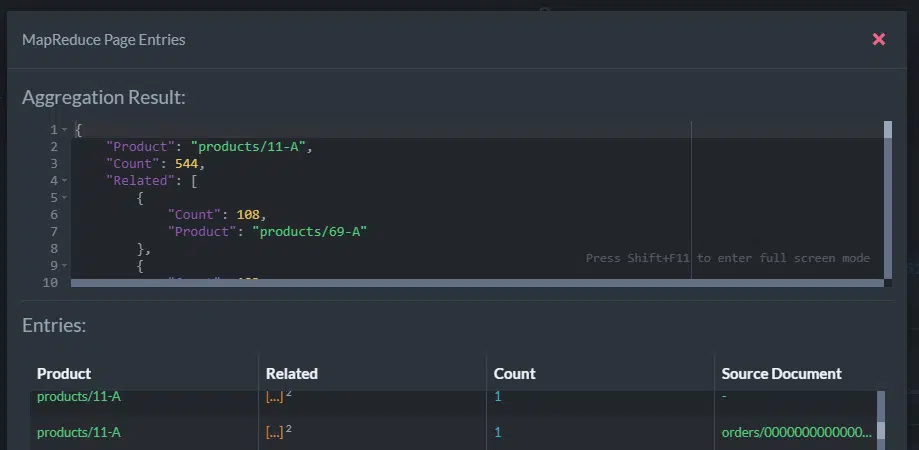 MapReduce Page Entries
Aggregation Result:
1 {
2 "Product": "products/11-A",
3 "Count": 544,
4 "Related": [
5 {
6 "Count": 108,
7 "Product": "products/69-A"
8 },
9 {
10
Press Shift+F11 to enter full screen mode
Entries:
Product Related Count Source Document
products/11-A [...] 2 1 -
products/11-A [...] 2 1 orders/0000000000000...